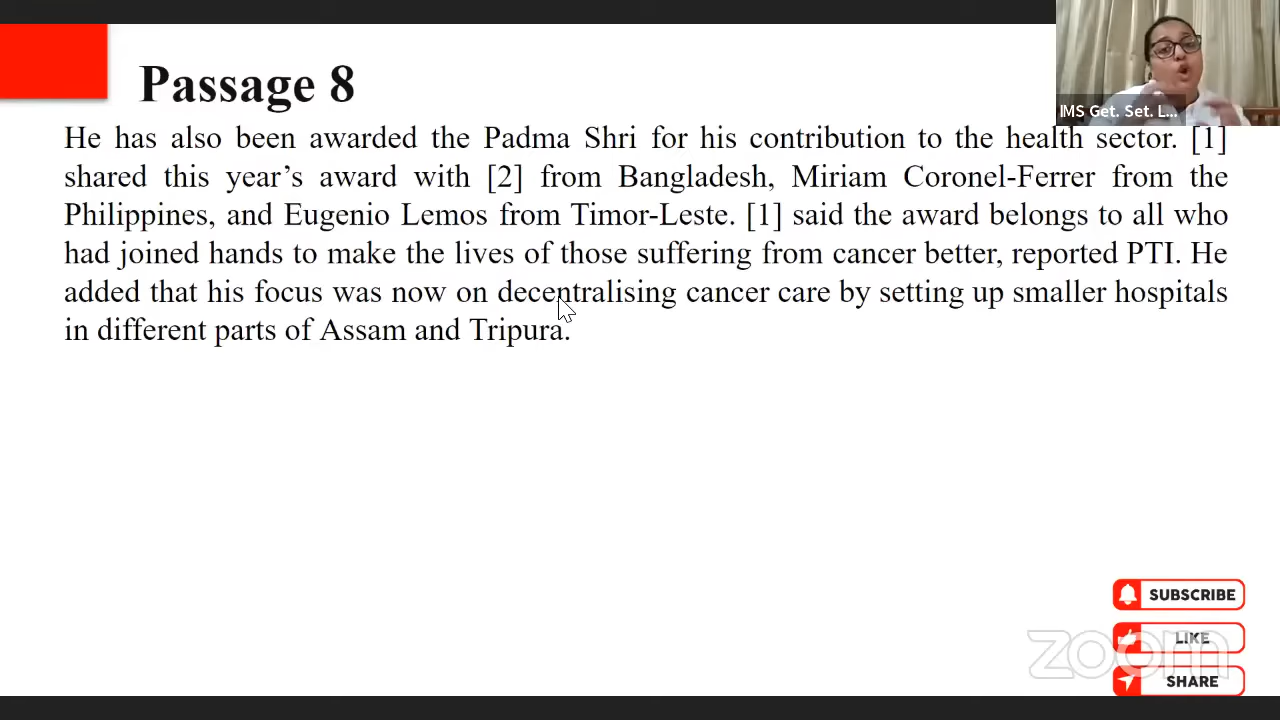 Passage 8
He has also been awarded the Padma Shri for his contribution to the health sector. [1]
shared this year's award with [2] from Bangladesh, Miriam Coronel-Ferrer from the
Philippines, and Eugenio Lemos from Timor-Leste. [1] said the award belongs to all who
had joined hands to make the lives of those suffering from cancer better, reported PTI. He
added that his focus was now on decentralising cancer care by setting up smaller hospitals
in different parts of Assam and Tripura.
IMS Get. Set. L...
SUBSCRIBE
LIKE
SHARE
zoom